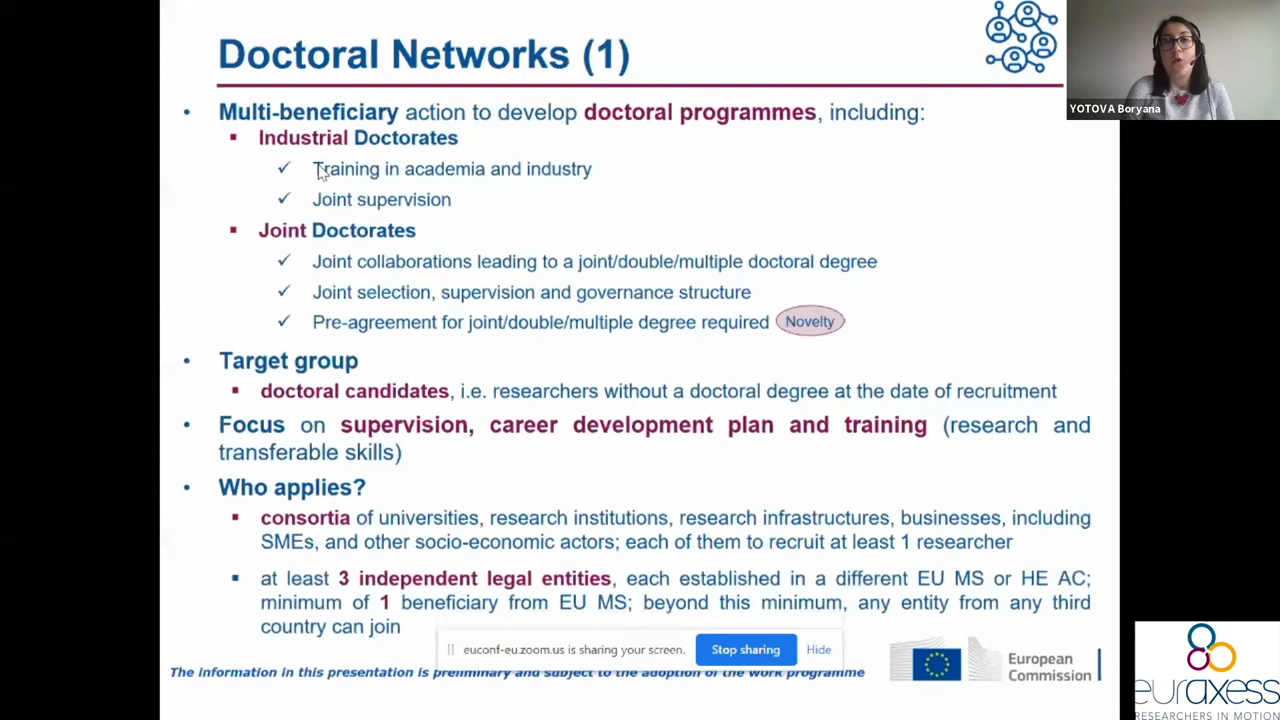 Doctoral Networks (1)
YOTOVA Boryana
• Multi-beneficiary action to develop doctoral programmes, including:
▪ Industrial Doctorates
✓ Training in academia and industry
✓ Joint supervision
▪ Joint Doctorates
✓ Joint collaborations leading to a joint/double/multiple doctoral degree
✓ Joint selection, supervision and governance structure
✓ Pre-agreement for joint/double/multiple degree required Novelty
• Target group
▪ doctoral candidates, i.e. researchers without a doctoral degree at the date of recruitment
• Focus on supervision, career development plan and training (research and
transferable skills)
• Who applies?
▪ consortia of universities, research institutions, research infrastructures, businesses, including
SMEs, and other socio-economic actors; each of them to recruit at least 1 researcher
▪ at least 3 independent legal entities, each established in a different EU MS or HE AC;
minimum of 1 beneficiary from EU MS; beyond this minimum, any entity from any third
country can join
euconf-eu.zoom.us is sharing your screen. Stop sharing Hide
The information in this presentation is preliminary and subject to the adoption of the work programme
European
Commission
euraxess
RESEARCHERS IN MOTION